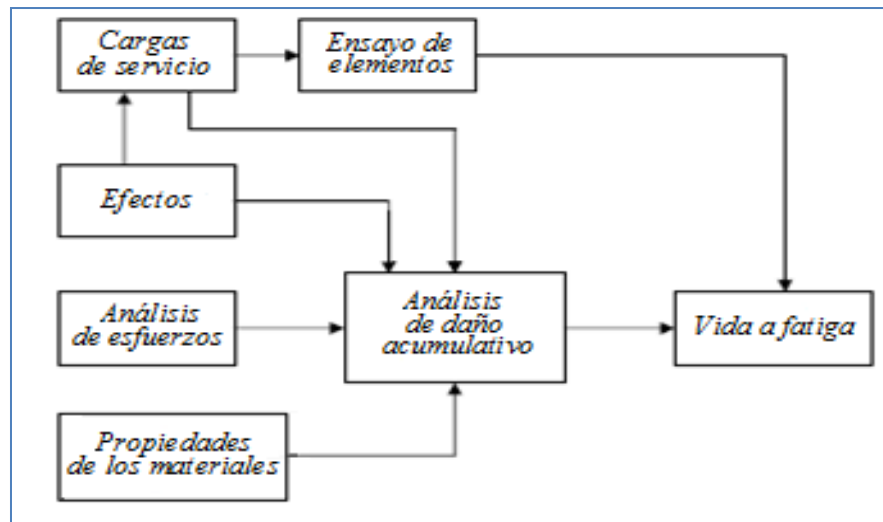 Cargas
de servicio
Ensayo de
elementos
Efectos
Análisis
de esfuerzos
Análisis
de daño
acumulativo
Vida a fatiga
Propiedades
de los materiales